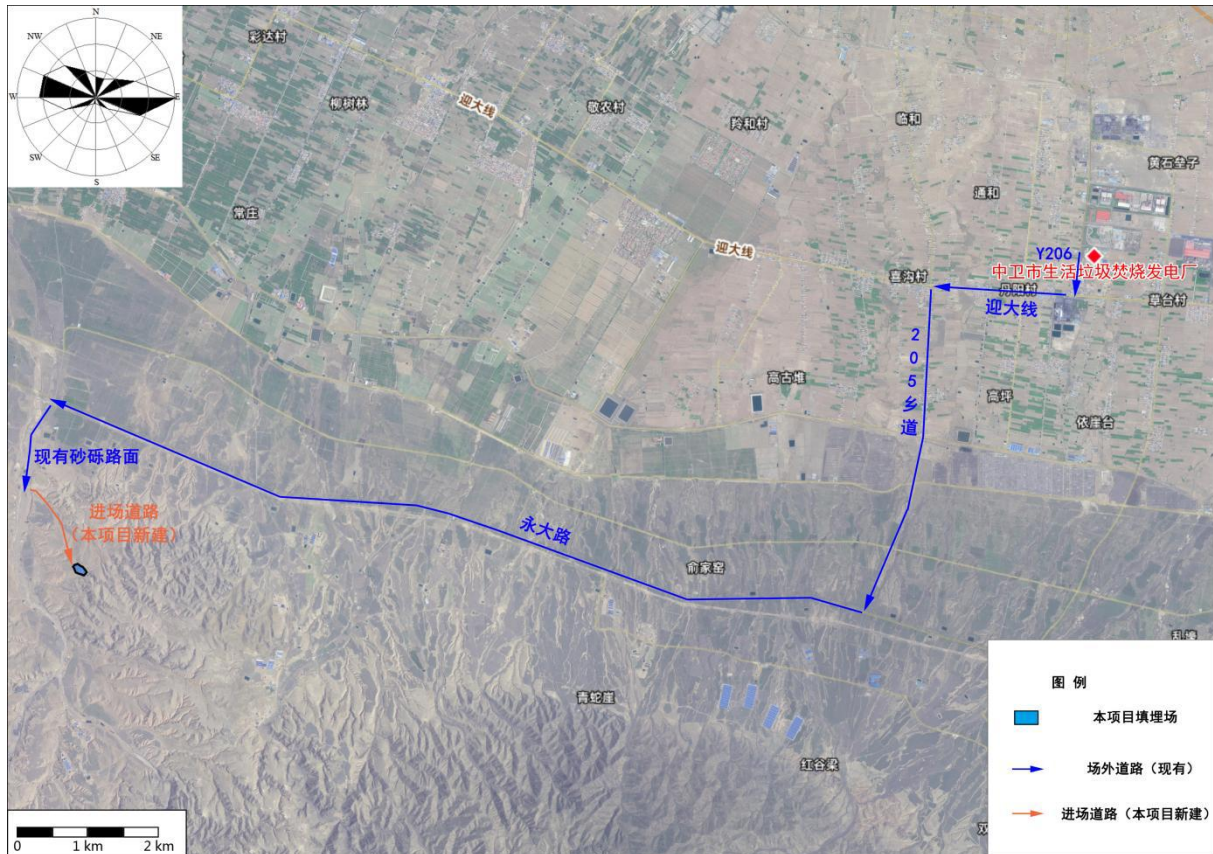 N
NW
NE
W
E
SW
SE
S
彩达村
柳树林
迎大线
敬农村
羚和村
临和
黄石垒子
通和
常庄
迎大线
Y206
中卫市生活垃圾焚烧发电厂
喜沟村
丹阳村
草台村
迎大线
205乡道
高古堆
高坪
依崖台
现有砂砾路面
进场道路
（本项目新建）
永大路
俞家窑
青蛇崖
红谷梁
图 例
本项目填埋场
场外道路（现有）
进场道路（本项目新建）
0
1 km
2 km